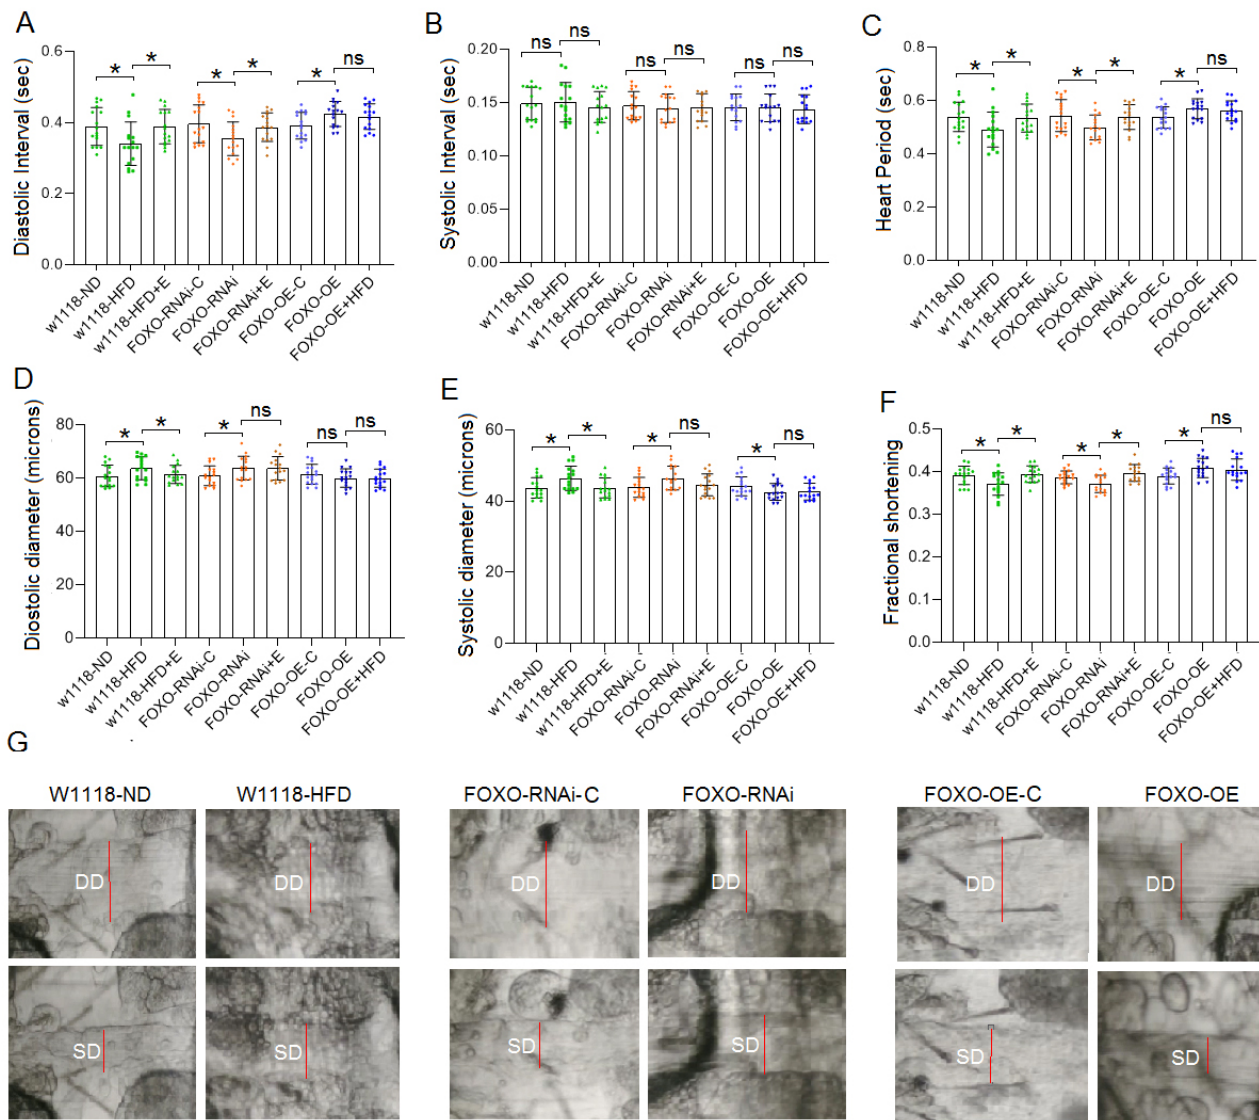 A
Diastolic Interval (sec)
0.6
0.4
0.2
0.0
* * * * * ns
w1118-ND
w1118-HFD
w1118-HFD+E
FOXO-RNAi-C
FOXO-RNAi
FOXO-RNAi+E
FOXO-OE-C
FOXO-OE
FOXO-OE+HFD
B
Systolic Interval (sec)
0.20
0.15
0.10
0.05
0.00
ns ns ns ns ns ns
w1118-ND
w1118-HFD
w1118-HFD+E
FOXO-RNAi-C
FOXO-RNAi
FOXO-RNAi+E
FOXO-OE-C
FOXO-OE
FOXO-OE+HFD
C
Heart Period (sec)
0.8
0.6
0.4
0.2
0.0
* * * * * ns
w1118-ND
w1118-HFD
w1118-HFD+E
FOXO-RNAi-C
FOXO-RNAi
FOXO-RNAi+E
FOXO-OE-C
FOXO-OE
FOXO-OE+HFD
D
Diostolic diameter (microns)
80
60
40
20
0
* * * ns ns ns
w1118-ND
w1118-HFD
w1118-HFD+E
FOXO-RNAi-C
FOXO-RNAi
FOXO-RNAi+E
FOXO-OE-C
FOXO-OE
FOXO-OE+HFD
E
Systolic diameter (microns)
60
40
20
0
* * * ns * ns
w1118-ND
w1118-HFD
w1118-HFD+E
FOXO-RNAi-C
FOXO-RNAi
FOXO-RNAi+E
FOXO-OE-C
FOXO-OE
FOXO-OE+HFD
F
Fractional shortening
0.5
0.4
0.3
0.2
0.1
0.0
* * * * * ns
w1118-ND
w1118-HFD
w1118-HFD+E
FOXO-RNAi-C
FOXO-RNAi
FOXO-RNAi+E
FOXO-OE-C
FOXO-OE
FOXO-OE+HFD
G
W1118-ND W1118-HFD FOXO-RNAi-C FOXO-RNAi FOXO-OE-C FOXO-OE
DD DD DD DD DD DD
SD SD SD SD SD SD